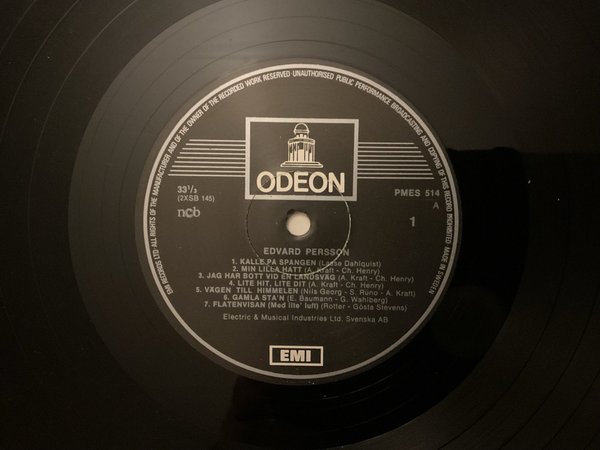 EMI RECORDS LTD·ALL RIGHTS OF THE MANUFACTURER AND OF THE OWNER OF THE RECORDED WORK RESERVED·UNAUTHORISED PUBLIC PERFORMANCE BROADCASTING AND COPYING OF THIS RECORD PROHIBITED·MADE IN SWEDEN
ODEON
33⅓
(2XSB 145)
ncb
PMES 514
A
1
EDVARD PERSSON
1. KALLE PÅ SPANGEN (Lasse Dahlquist)
2. MIN LILLA HATT (A. Kraft - Ch. Henry)
3. JAG HAR BOTT VID EN LANDSVÄG (A. Kraft - Ch. Henry)
4. LITE HIT, LITE DIT (A. Kraft - Ch. Henry)
5. VÄGEN TILL HIMMELEN (Nils Georg - S. Rüno - A. Kraft)
6. GAMLA STA'N (E. Baumann - G. Wahlberg)
7. FLATENVISAN (Med lite' luft) (Rotter - Gösta Stevens)
Electric & Musical Industries Ltd. Svenska AB
EMI